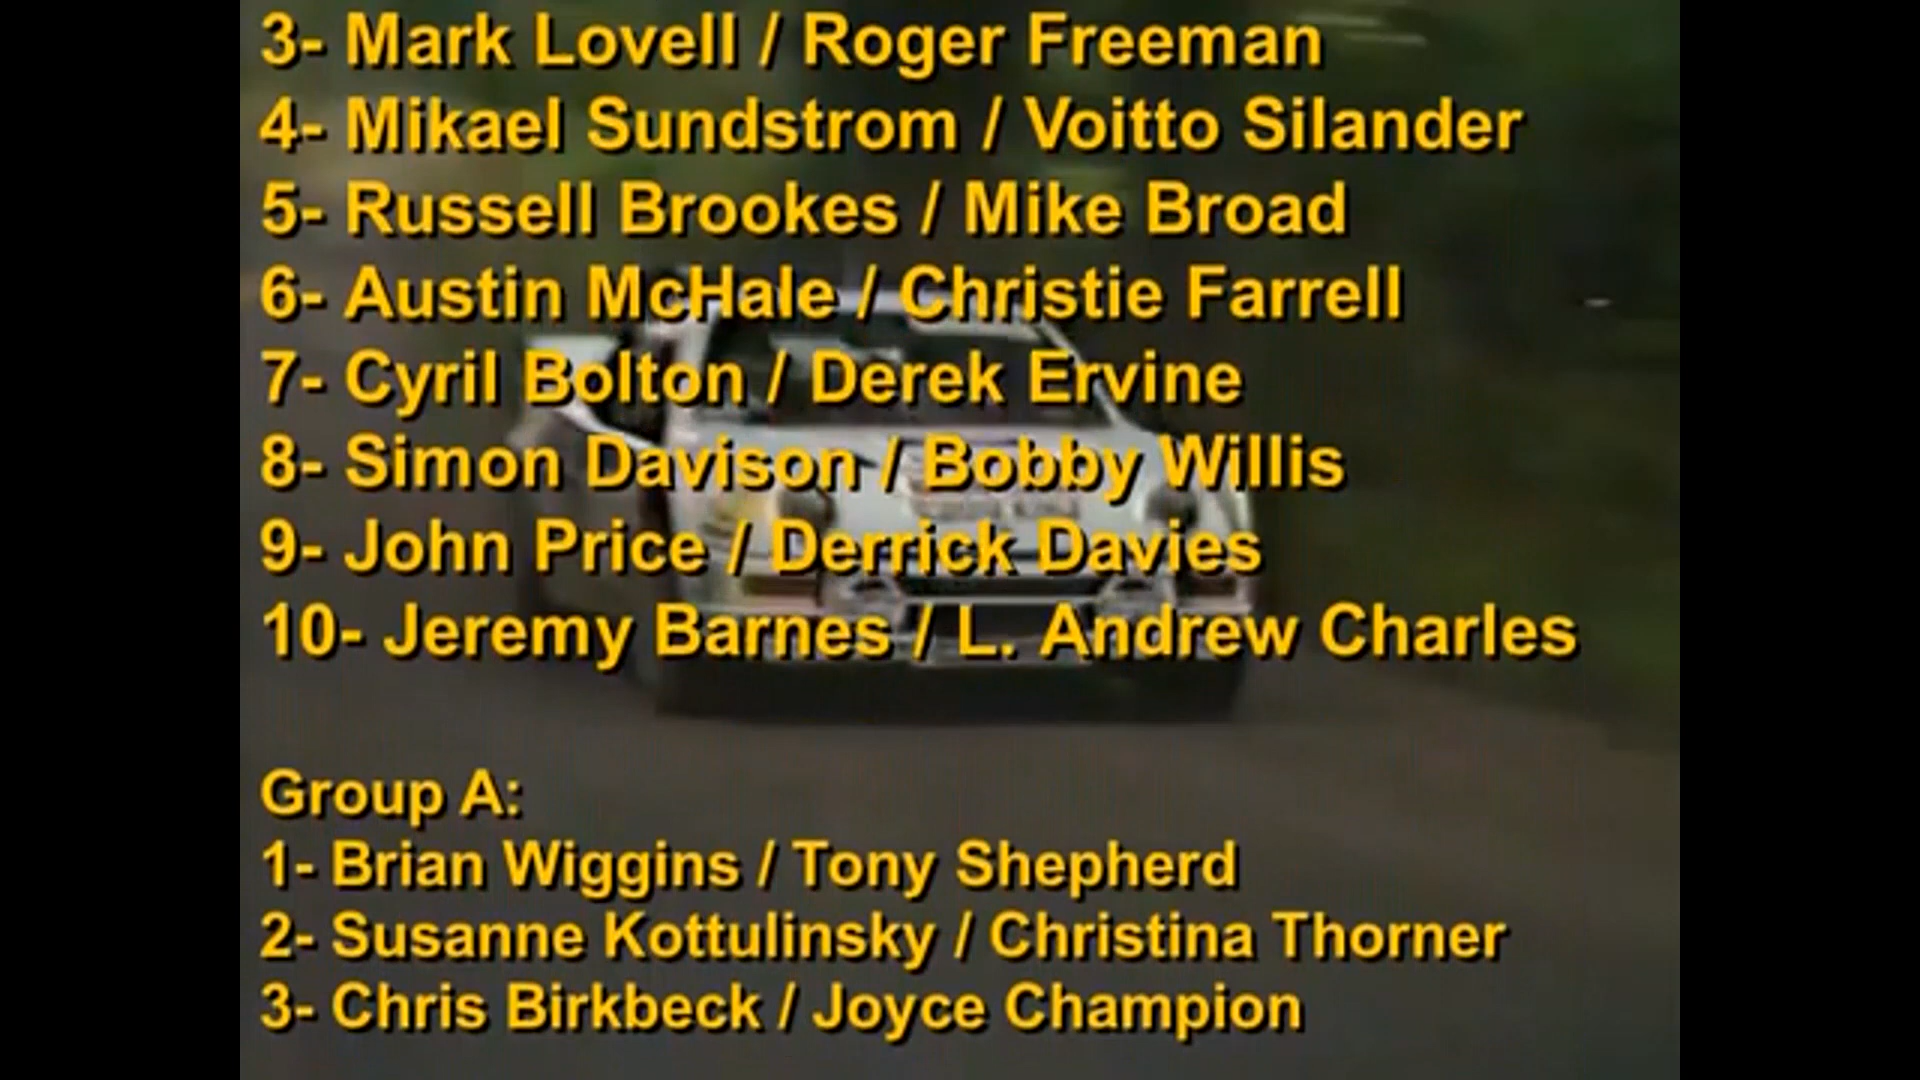 3- Mark Lovell / Roger Freeman
4- Mikael Sundstrom / Voitto Silander
5- Russell Brookes / Mike Broad
6- Austin McHale / Christie Farrell
7- Cyril Bolton / Derek Ervine
8- Simon Davison / Bobby Willis
9- John Price / Derrick Davies
10- Jeremy Barnes / L. Andrew Charles
Group A:
1- Brian Wiggins / Tony Shepherd
2- Susanne Kottulinsky / Christina Thorner
3- Chris Birkbeck / Joyce Champion